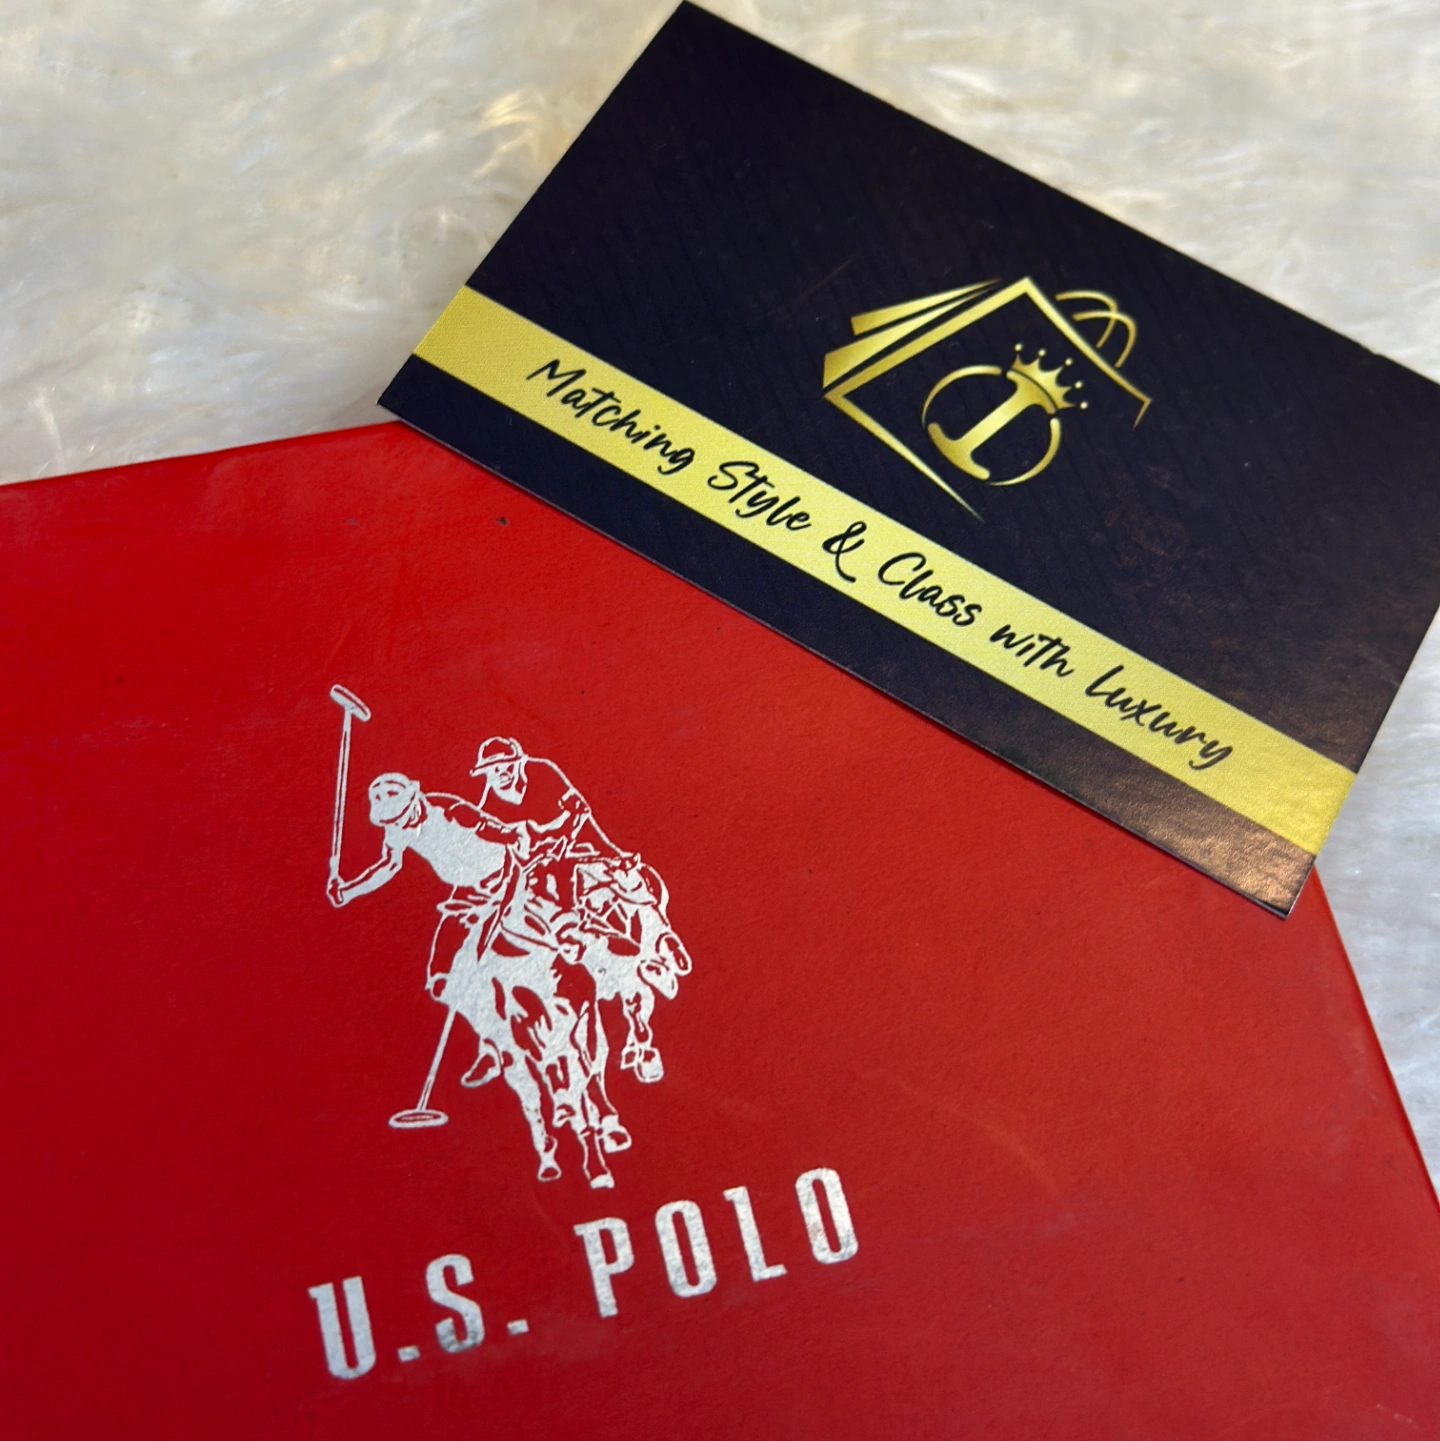 Matching Style & Class with Luxury
U.S. POLO